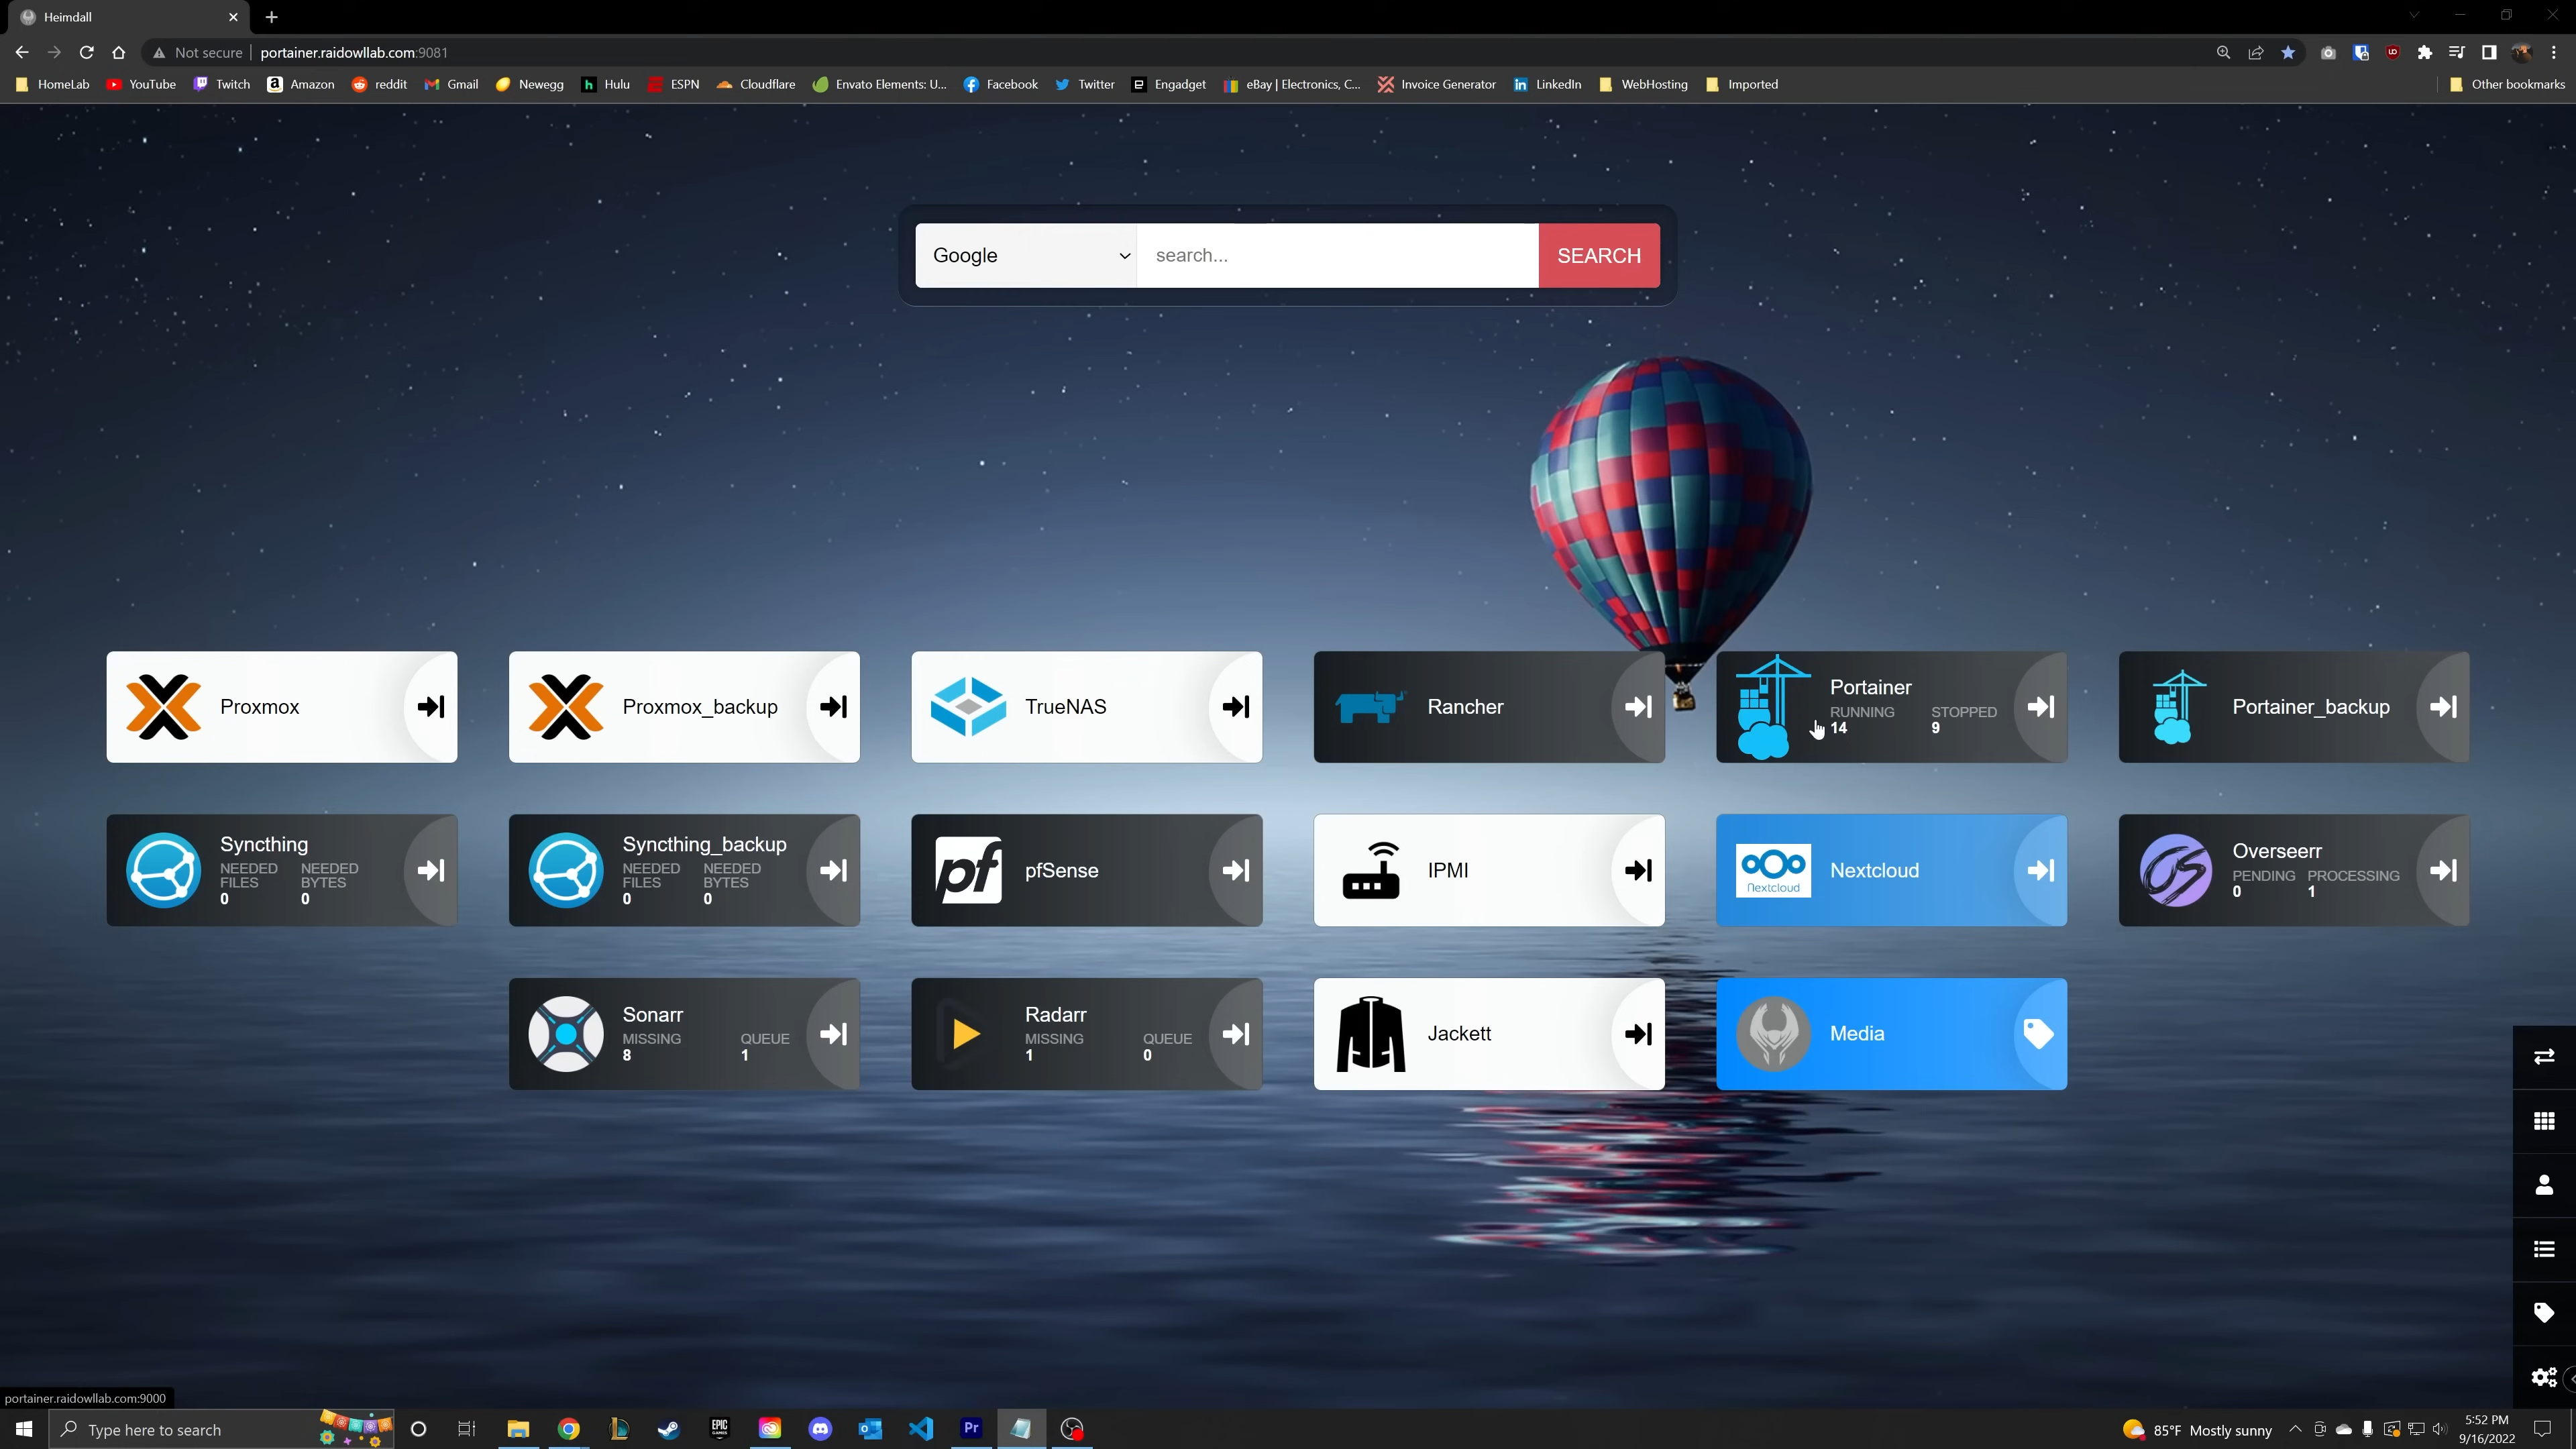 Heimdall
Not secure portainer.raidowllab.com:9081
HomeLab YouTube Twitch Amazon reddit Gmail Newegg Hulu ESPN Cloudflare Envato Elements: U... Facebook Twitter Engadget eBay | Electronics, C... Invoice Generator LinkedIn WebHosting Imported Other bookmarks
Google search... SEARCH
Proxmox
Proxmox_backup
TrueNAS
Rancher
Portainer
RUNNING STOPPED
14 9
Portainer_backup
Syncthing
NEEDED FILES NEEDED BYTES
0 0
Syncthing_backup
NEEDED FILES NEEDED BYTES
0 0
pf pfSense
IPMI
Nextcloud Nextcloud
Overseerr
PENDING PROCESSING
0 1
Sonarr
MISSING QUEUE
8 1
Radarr
MISSING QUEUE
1 0
Jackett
Media
portainer.raidowllab.com:9000
Type here to search
EPIC GAMES
Pr
85°F Mostly sunny
5:52 PM
9/16/2022